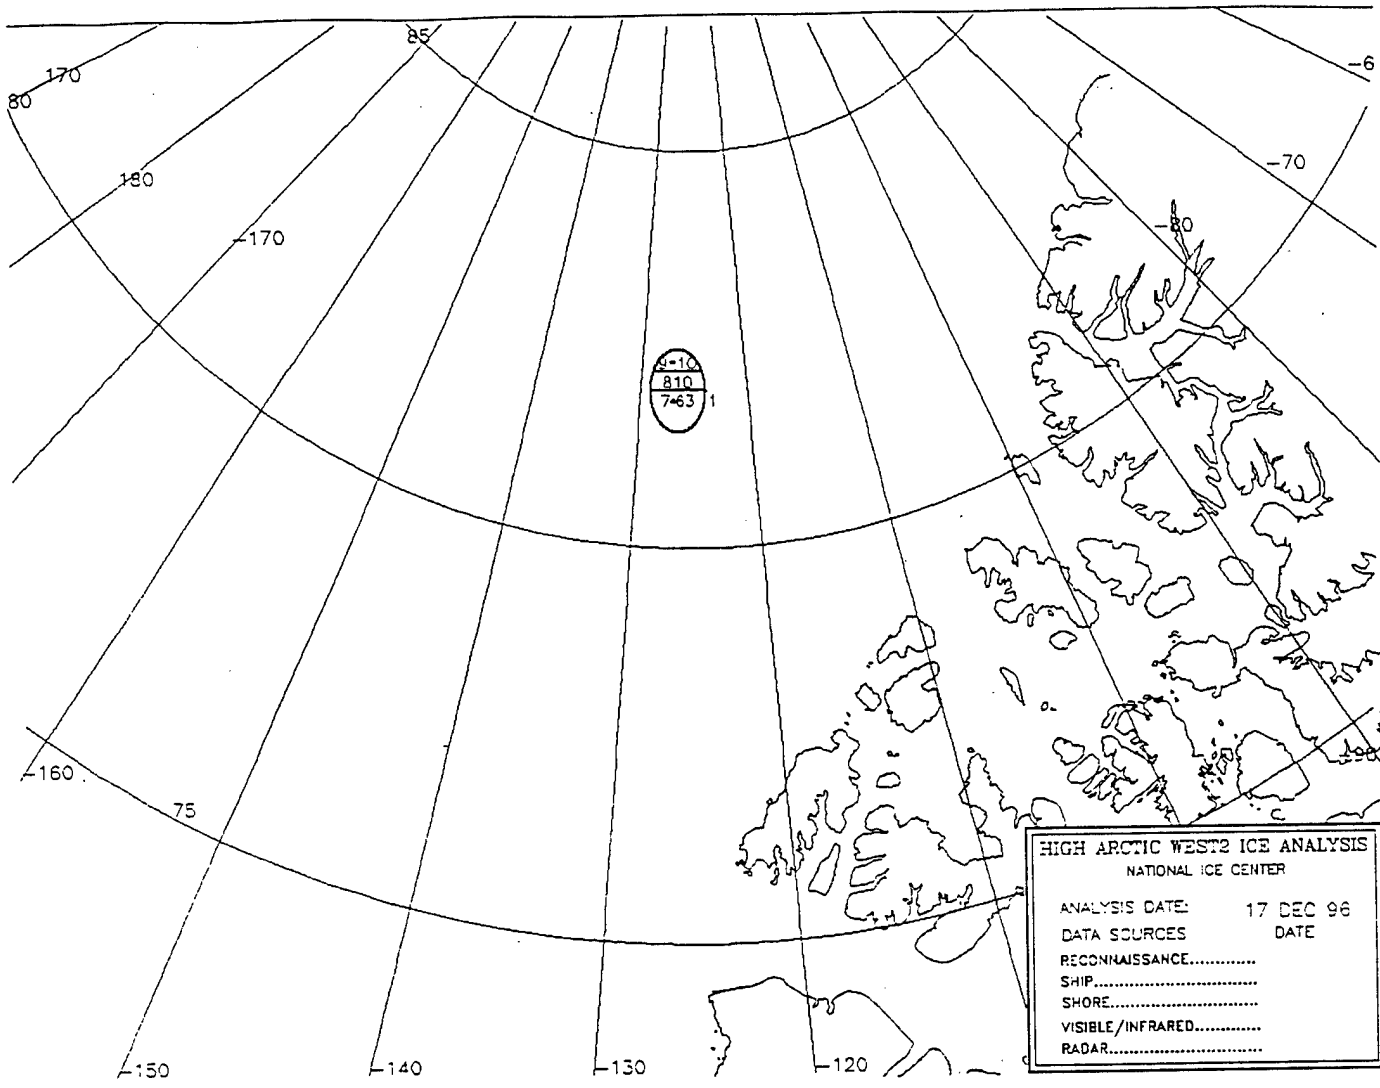 85
170
80
-6
180
-70
-170
-80
9-10
810
7•63 1
-90
-160
75
HIGH ARCTIC WEST2 ICE ANALYSIS
NATIONAL ICE CENTER
ANALYSIS DATE: 17 DEC 96
DATA SOURCES DATE
RECONNAISSANCE.............
SHIP...........................
SHORE..........................
VISIBLE/INFRARED............
RADAR...........................
-150
-140
-130
-120